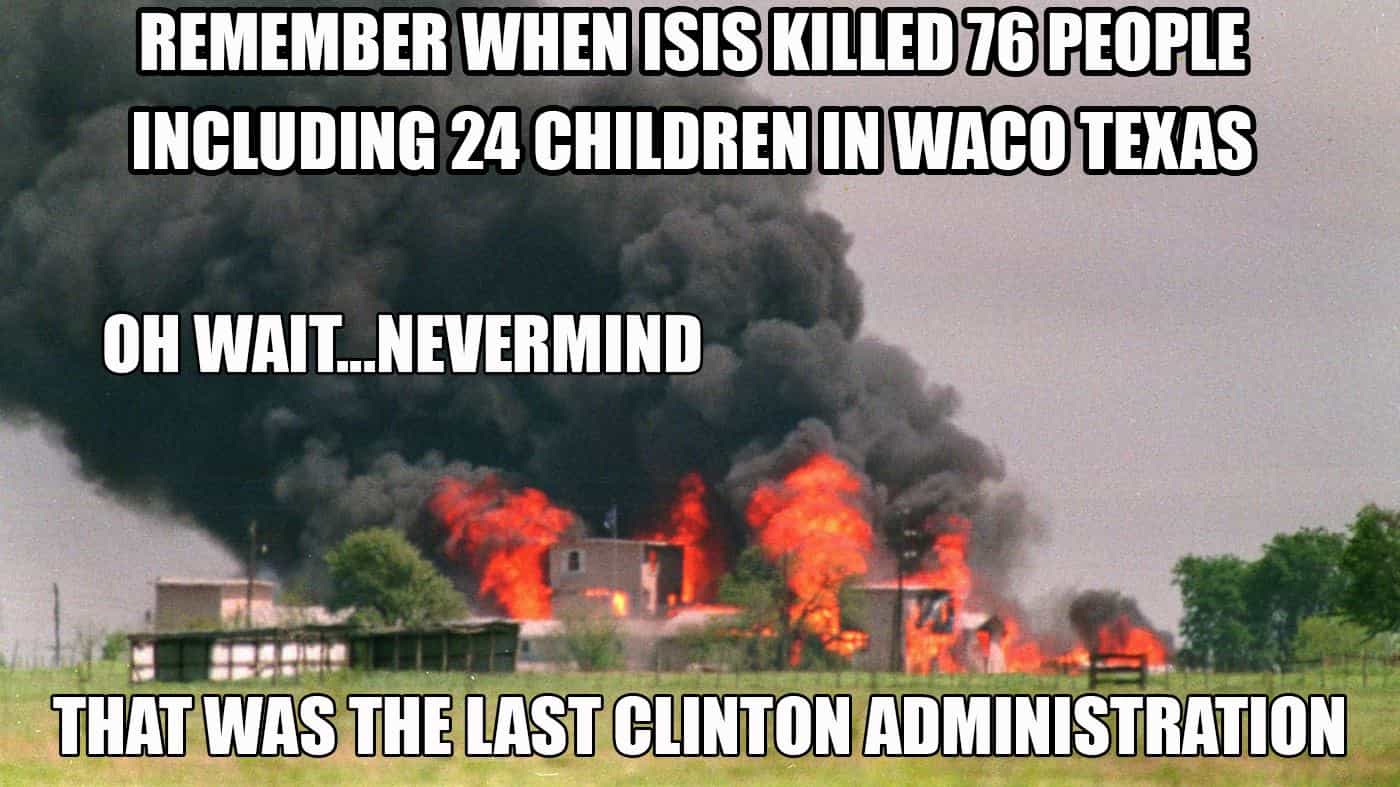 REMEMBER WHEN ISIS KILLED 76 PEOPLE
INCLUDING 24 CHILDREN IN WACO TEXAS
OH WAIT...NEVERMIND
THAT WAS THE LAST CLINTON ADMINISTRATION